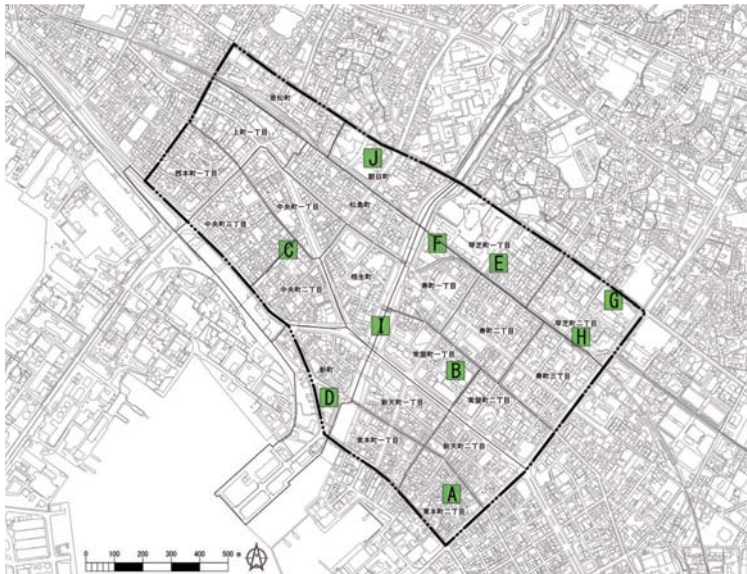 若松町
上町一丁目
J
朝日町
西本町一丁目
中央町一丁目
松島町
中央町三丁目
C
F
琴芝町一丁目
E
相生町
中央町二丁目
寿町一丁目
G
琴芝町二丁目
I
寿町二丁目
H
常盤町一丁目
新町
B
寿町三丁目
D
新天町一丁目
常盤町二丁目
東本町一丁目
新天町二丁目
A
東本町二丁目
0 100 200 300 400 500 m